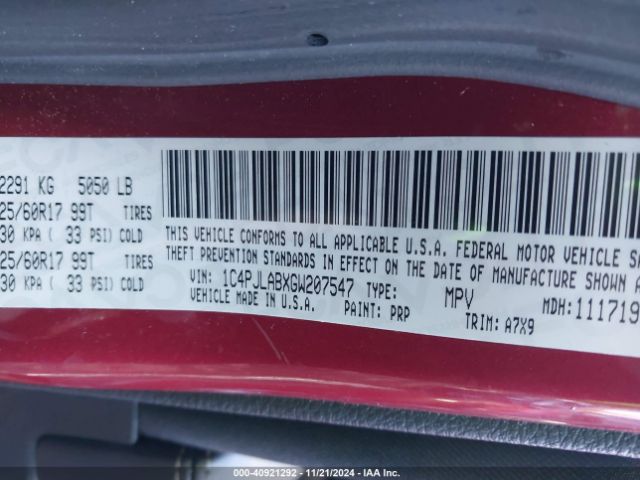 2291 KG 5050 LB
25/60R17 99T TIRES
30 KPA ( 33 PSI) COLD
25/60R17 99T TIRES
30 KPA ( 33 PSI) COLD
THIS VEHICLE CONFORMS TO ALL APPLICABLE U.S.A. FEDERAL MOTOR VEHICLE SA
THEFT PREVENTION STANDARDS IN EFFECT ON THE DATE OF MANUFACTURE SHOWN A
VIN: 1C4PJLABXGW207547 TYPE: MPV MDH:111719
VEHICLE MADE IN U.S.A. PAINT: PRP TRIM: A7X9
000-40921292 - 11/21/2024 - IAA Inc.